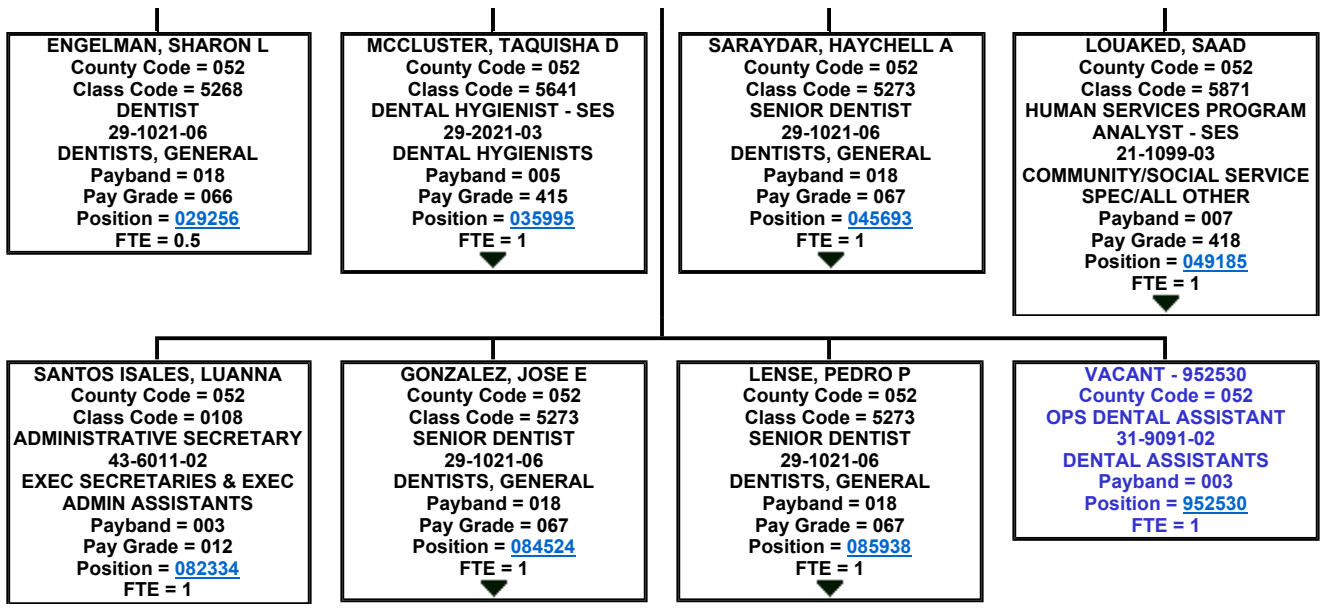 ENGELMAN, SHARON L
County Code = 052
Class Code = 5268
DENTIST
29-1021-06
DENTISTS, GENERAL
Payband = 018
Pay Grade = 066
Position = 029256
FTE = 0.5
MCCLUSTER, TAQUISHA D
County Code = 052
Class Code = 5641
DENTAL HYGIENIST - SES
29-2021-03
DENTAL HYGIENISTS
Payband = 005
Pay Grade = 415
Position = 035995
FTE = 1
SARAYDAR, HAYCHELL A
County Code = 052
Class Code = 5273
SENIOR DENTIST
29-1021-06
DENTISTS, GENERAL
Payband = 018
Pay Grade = 067
Position = 045693
FTE = 1
LOUAKED, SAAD
County Code = 052
Class Code = 5871
HUMAN SERVICES PROGRAM
ANALYST - SES
21-1099-03
COMMUNITY/SOCIAL SERVICE
SPEC/ALL OTHER
Payband = 007
Pay Grade = 418
Position = 049185
FTE = 1
SANTOS ISALES, LUANNA
County Code = 052
Class Code = 0108
ADMINISTRATIVE SECRETARY
43-6011-02
EXEC SECRETARIES & EXEC
ADMIN ASSISTANTS
Payband = 003
Pay Grade = 012
Position = 082334
FTE = 1
GONZALEZ, JOSE E
County Code = 052
Class Code = 5273
SENIOR DENTIST
29-1021-06
DENTISTS, GENERAL
Payband = 018
Pay Grade = 067
Position = 084524
FTE = 1
LENSE, PEDRO P
County Code = 052
Class Code = 5273
SENIOR DENTIST
29-1021-06
DENTISTS, GENERAL
Payband = 018
Pay Grade = 067
Position = 085938
FTE = 1
VACANT - 952530
County Code = 052
OPS DENTAL ASSISTANT
31-9091-02
DENTAL ASSISTANTS
Payband = 003
Position = 952530
FTE = 1